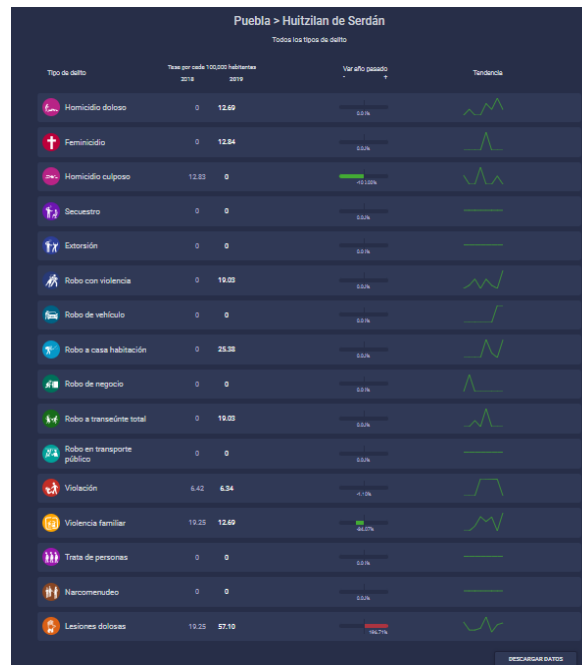 Puebla > Huitzilan de Serdán
Todos los tipos de delito
Tipo de delito
Tasa por cada 100,000 habitantes
2018 2019
Var año pasado
- +
Tendencia
Homicidio doloso 0 12.69 0.0%
Feminicidio 0 12.84 0.0%
Homicidio culposo 12.83 0
Secuestro 0 0 0.0%
Extorsión 0 0 0.0%
Robo con violencia 0 19.03 0.0%
Robo de vehículo 0 0 0.0%
Robo a casa habitación 0 25.38 0.0%
Robo de negocio 0 0 0.0%
Robo a transeúnte total 0 19.03 0.0%
Robo en transporte
público 0 0 0.0%
Violación 6.42 6.34
Violencia familiar 19.25 12.69
Trata de personas 0 0 0.0%
Narcomenudeo 0 0 0.0%
Lesiones dolosas 19.25 57.10 196.71%
DESCARGAR DATOS